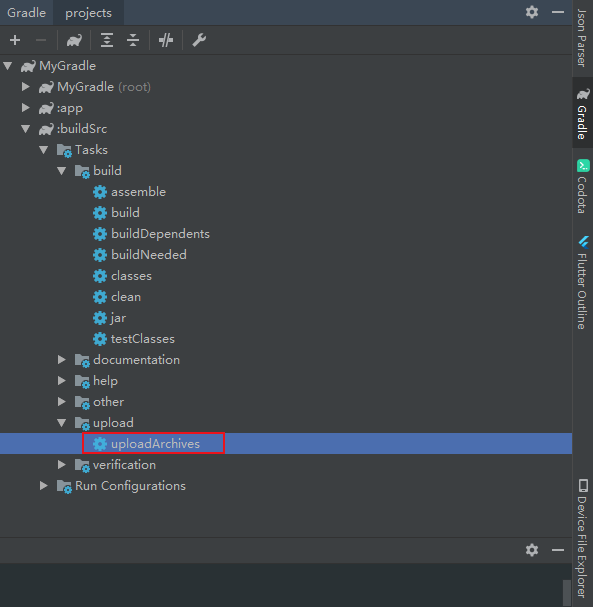 Gradle projects
MyGradle
MyGradle (root)
:app
:buildSrc
Tasks
build
assemble
build
buildDependents
buildNeeded
classes
clean
jar
testClasses
documentation
help
other
upload
uploadArchives
verification
Run Configurations
Json Parser
Gradle
Codota
Flutter Outline
Device File Explorer